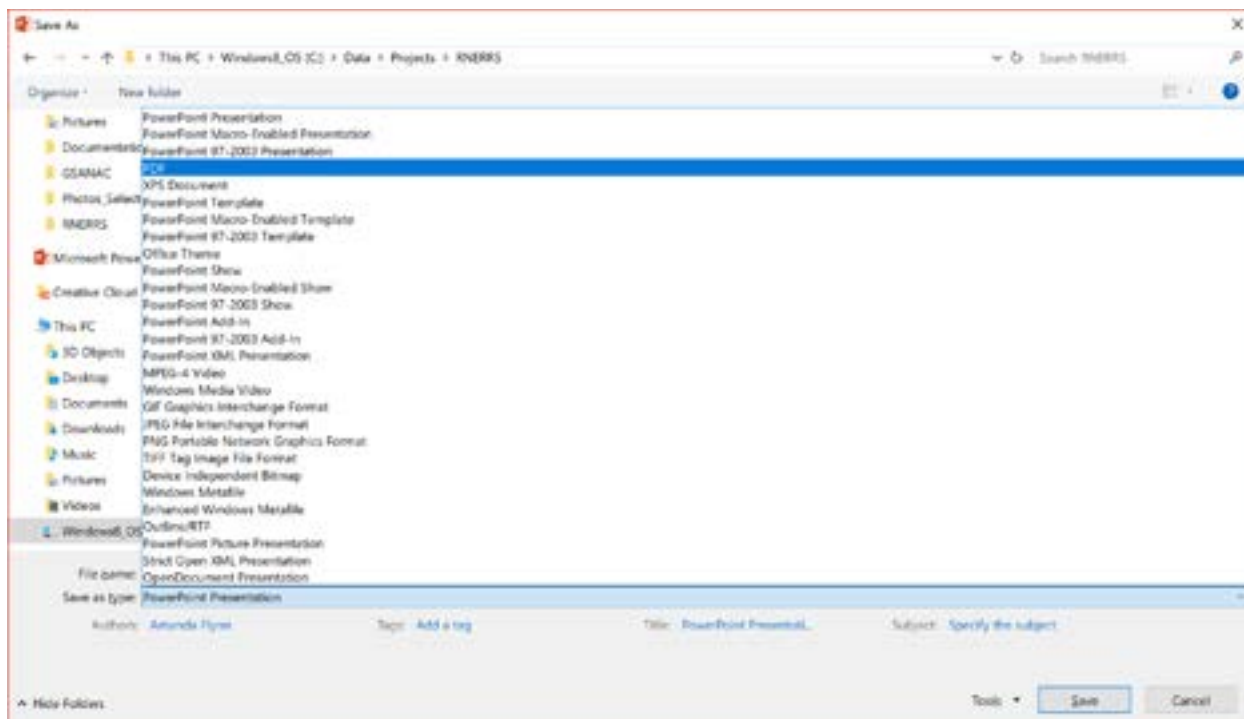 Save As
This PC › Windows8_OS (C:) › Data › Projects › RNERRS
Search RNERRS
Organize
New folder
Pictures
GSANAC
RNERRS
Creative Cloud
This PC
3D Objects
Desktop
Documents
Downloads
Music
Pictures
Videos
PowerPoint Presentation
PowerPoint Macro-Enabled Presentation
PowerPoint 97-2003 Presentation
PDF
XPS Document
PowerPoint Template
PowerPoint Macro-Enabled Template
PowerPoint 97-2003 Template
Office Theme
PowerPoint Show
PowerPoint Macro-Enabled Show
PowerPoint 97-2003 Show
PowerPoint Add-In
PowerPoint 97-2003 Add-In
PowerPoint XML Presentation
MPEG-4 Video
Windows Media Video
GIF Graphics Interchange Format
JPEG File Interchange Format
PNG Portable Network Graphics Format
TIFF Tag Image File Format
Device Independent Bitmap
Windows Metafile
Enhanced Windows Metafile
Outline/RTF
PowerPoint Picture Presentation
Strict Open XML Presentation
OpenDocument Presentation
File name:
Save as type: PowerPoint Presentation
Authors: Amanda Flynn
Tags: Add a tag
Title: PowerPoint Presentati...
Subject: Specify the subject
Hide Folders
Tools
Save
Cancel